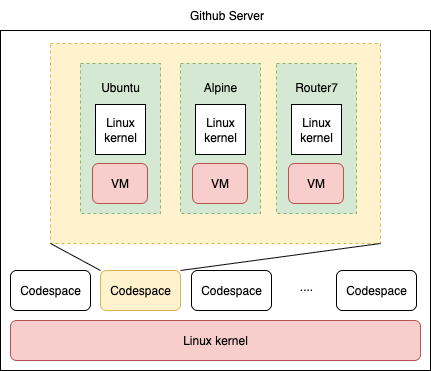 Github Server
Ubuntu
Alpine
Router7
Linux
kernel
Linux
kernel
Linux
kernel
VM
VM
VM
Codespace
Codespace
Codespace
....
Codespace
Linux kernel